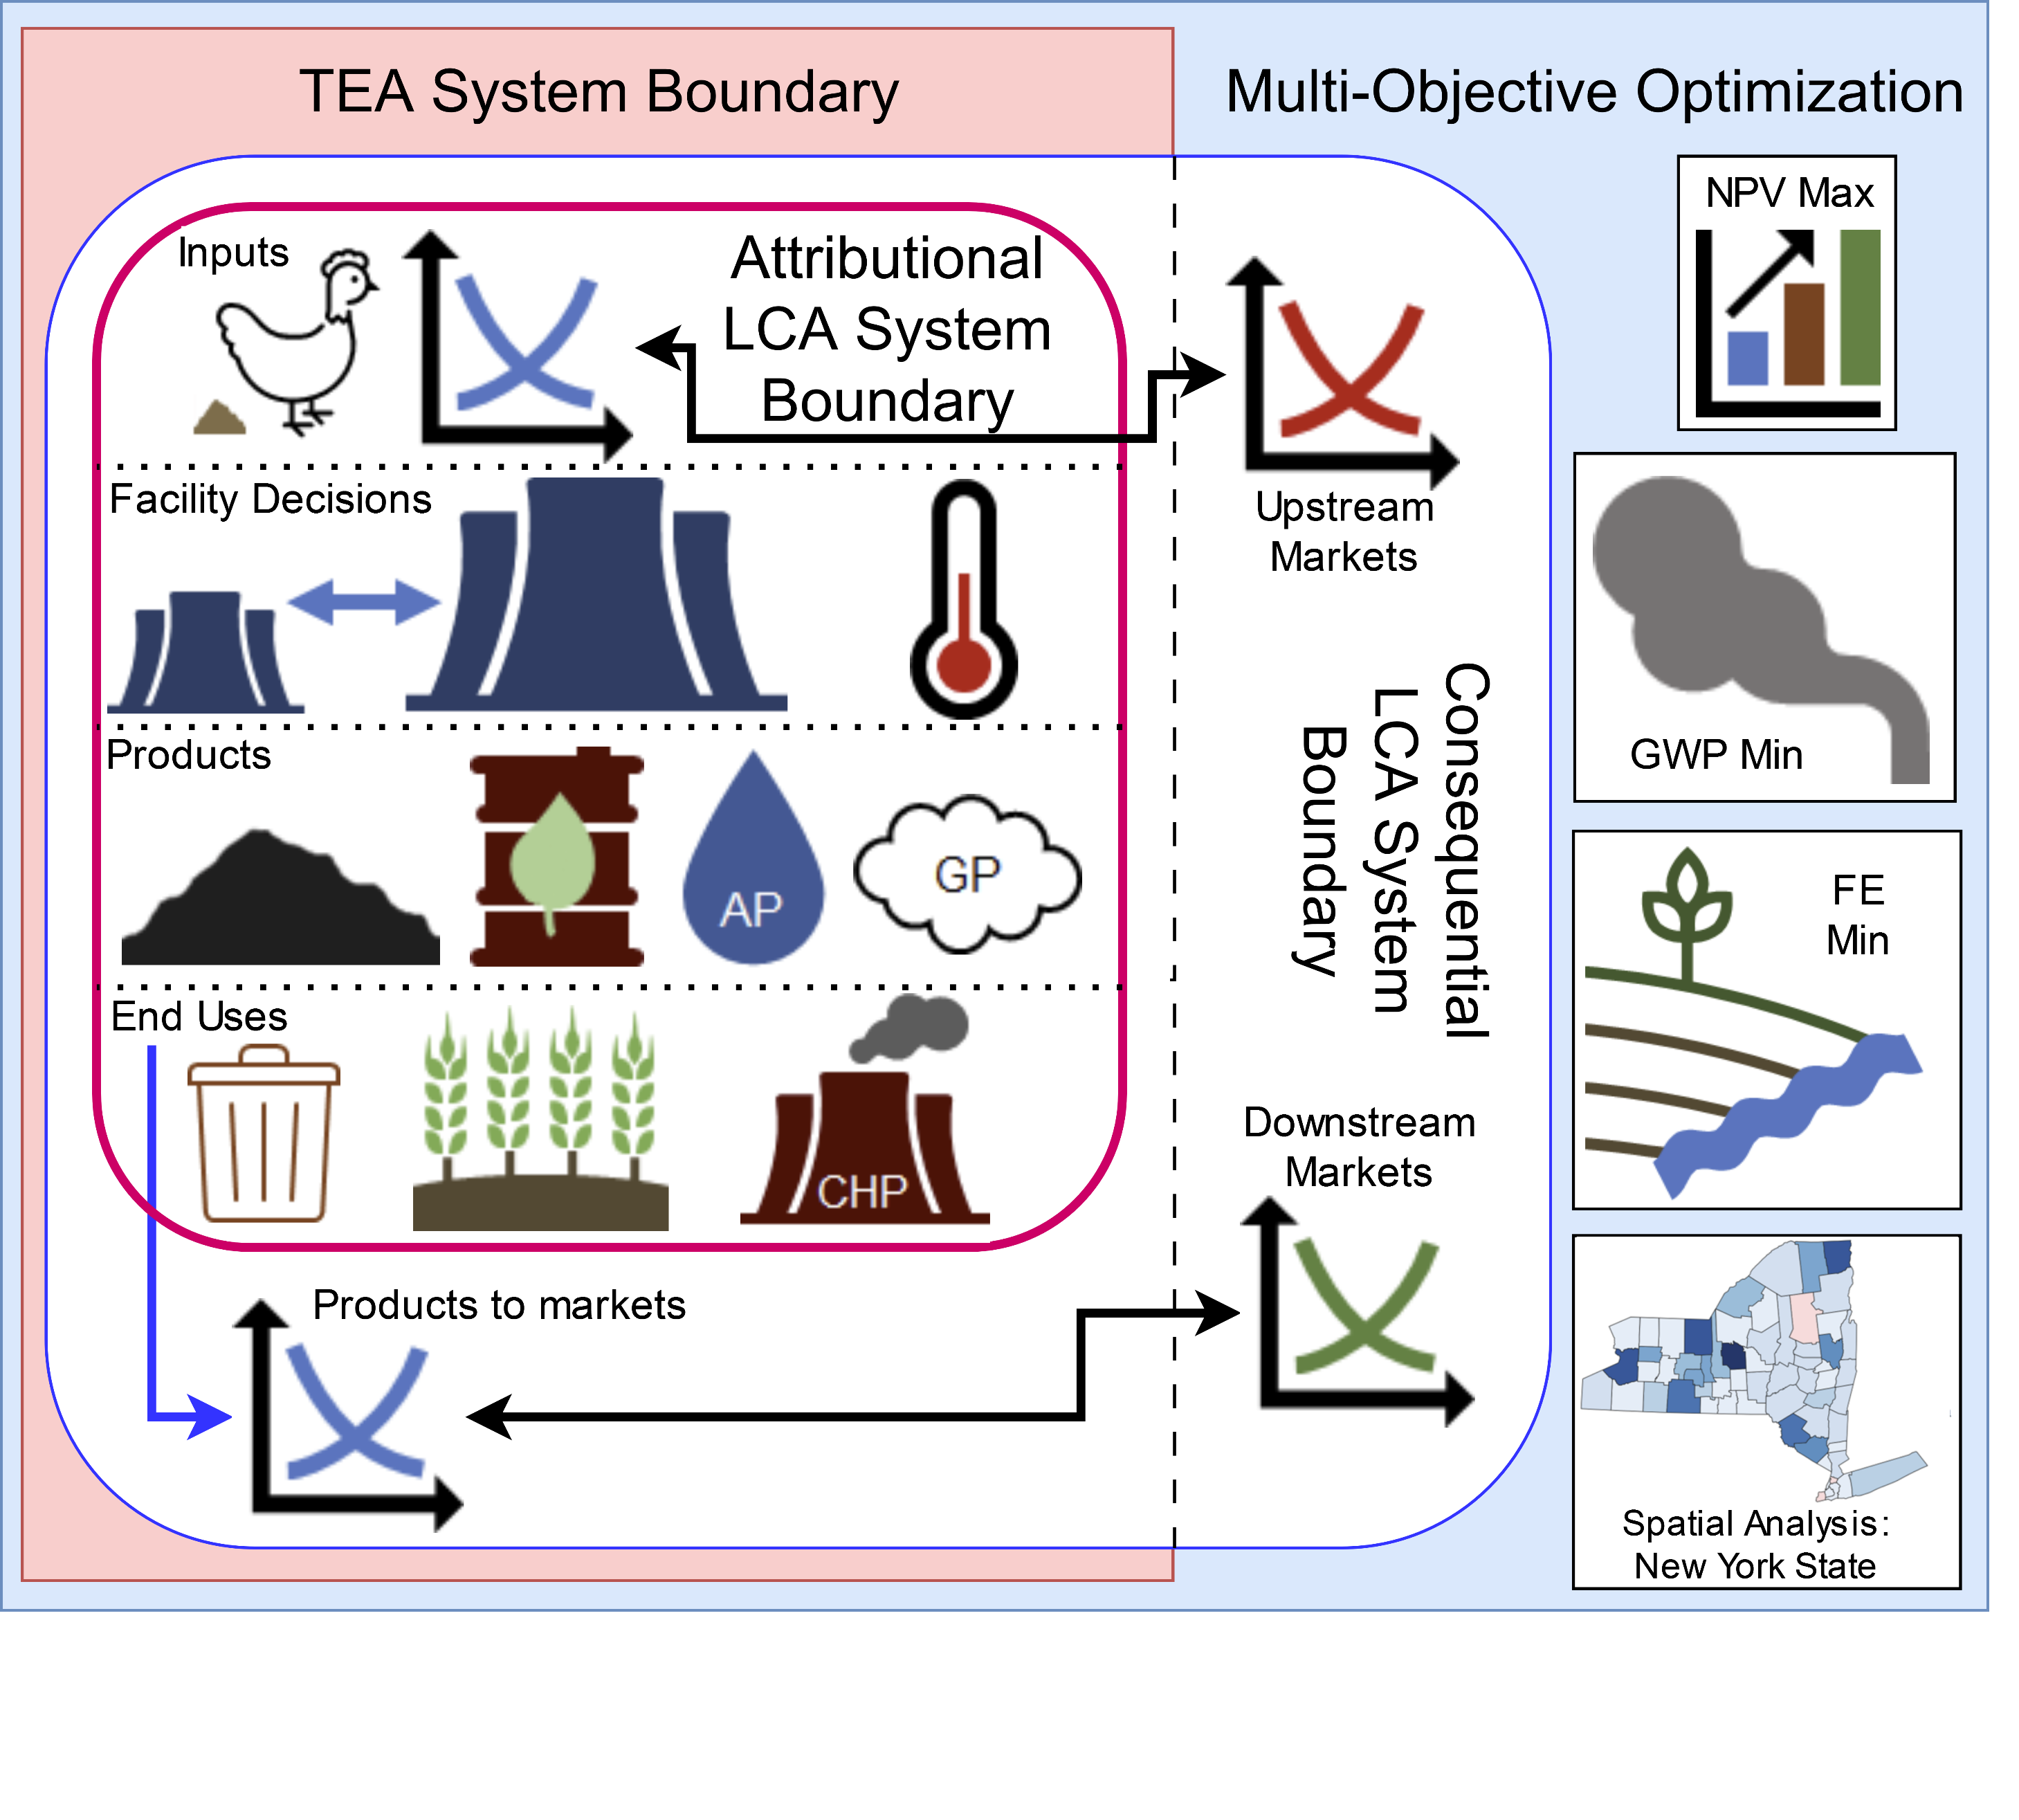 TEA System Boundary
Multi-Objective Optimization
Inputs
Attributional
LCA System
Boundary
Facility Decisions
Products
AP
GP
End Uses
CHP
Products to markets
Upstream
Markets
Consequential
LCA System
Boundary
Downstream
Markets
NPV Max
GWP Min
FE
Min
Spatial Analysis:
New York State